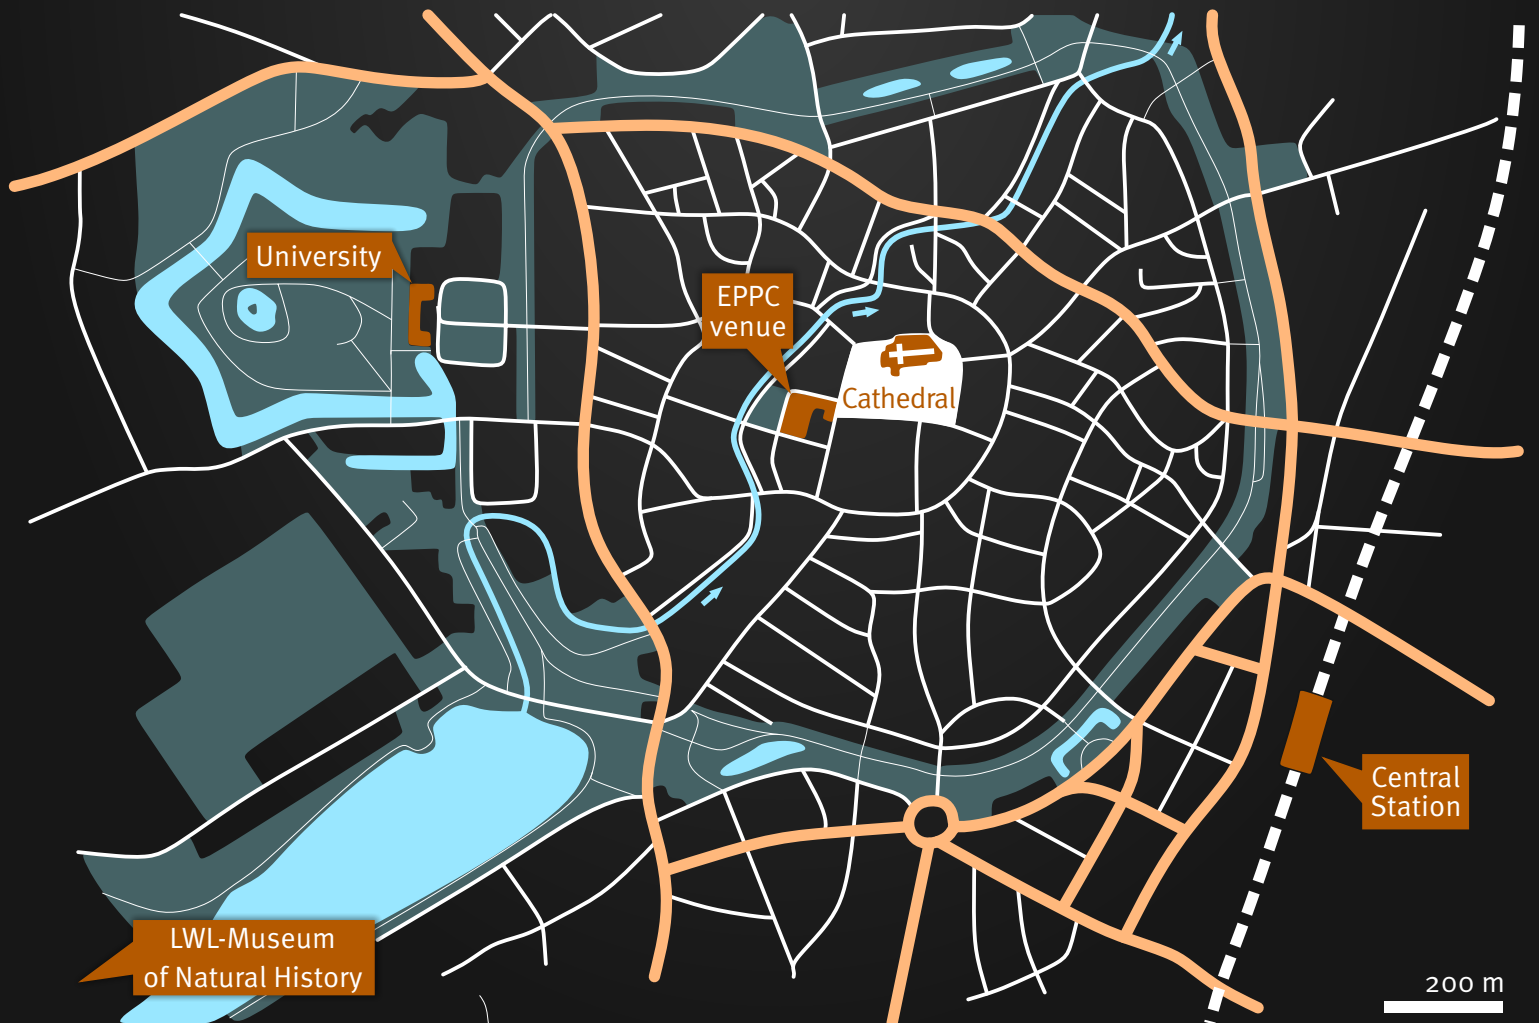 University
EPPC
venue
Cathedral
Central
Station
LWL-Museum
of Natural History
200 m